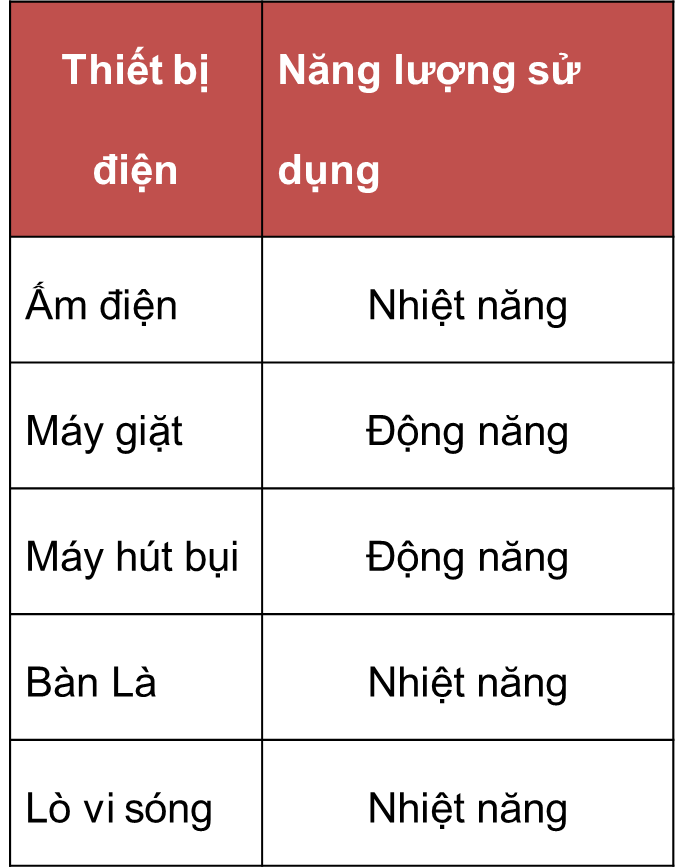 Thiết bị
điện
Năng lượng sử
dụng
Ấm điện
Nhiệt năng
Máy giặt
Động năng
Máy hút bụi
Động năng
Bàn Là
Nhiệt năng
Lò vi sóng
Nhiệt năng